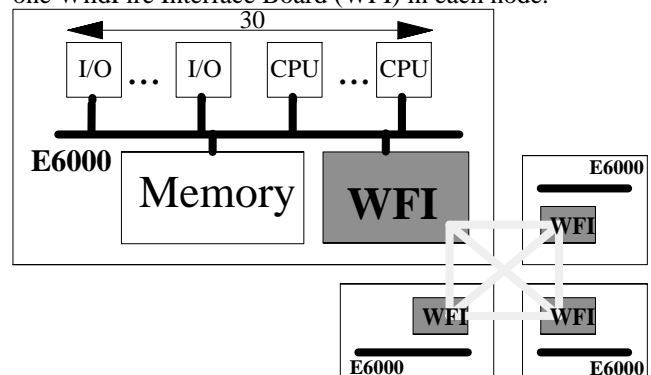 one WildFire Interface Board (WFI) in each node.
30
I/O ... I/O CPU ... CPU
E6000
Memory WFI
E6000
WFI
WFI
E6000
WFI
E6000